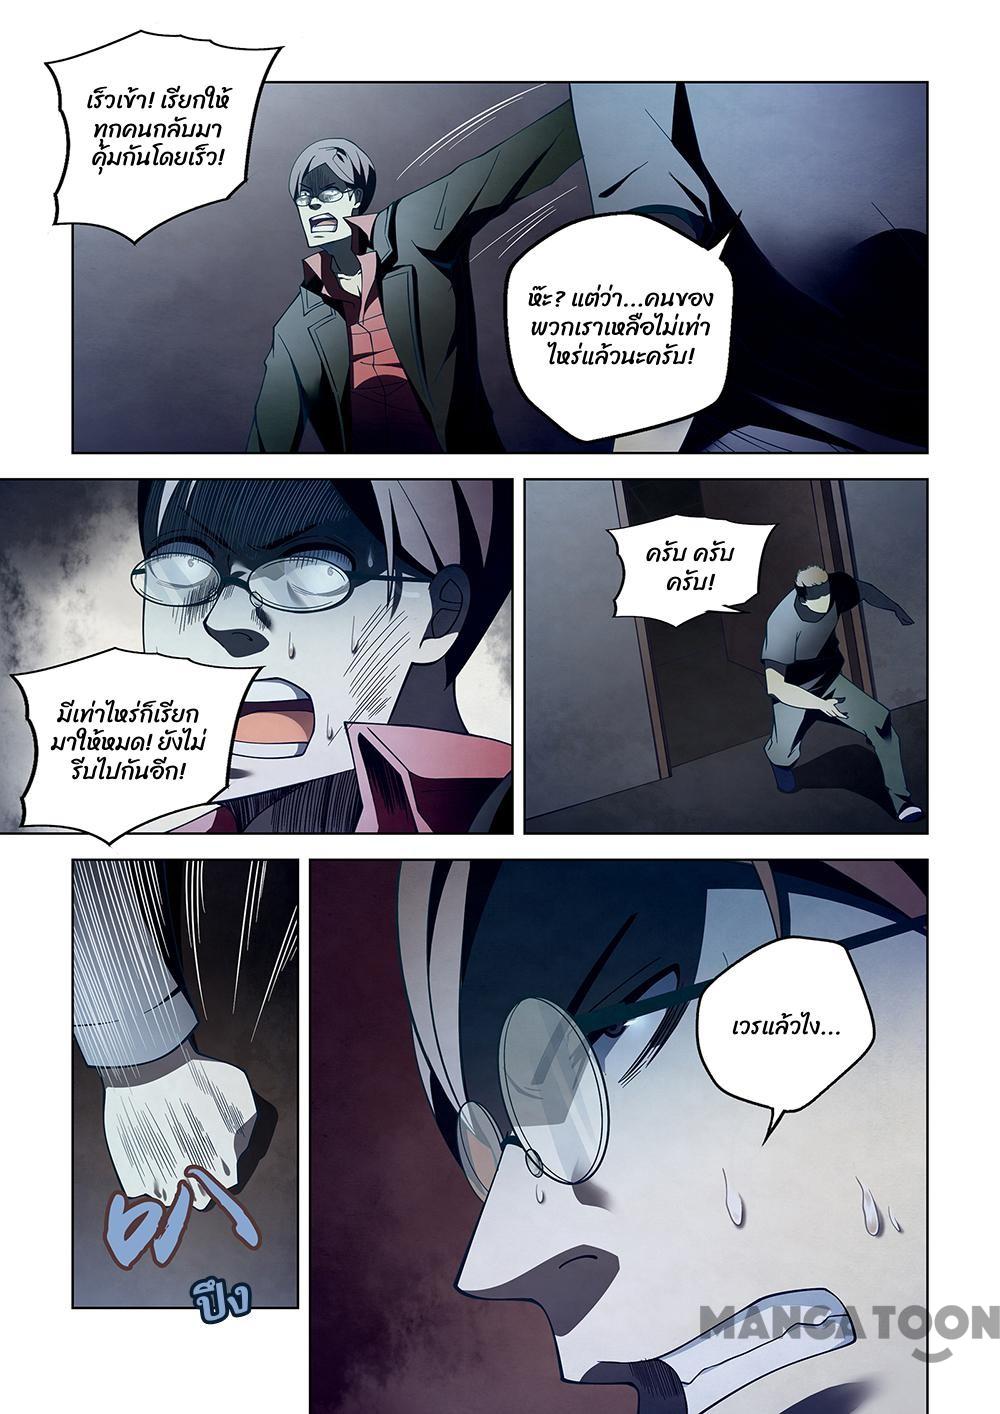 เร็วเข้า! เรียกให้
ทุกคนกลับมา
คุ้มกันโดยเร็ว!
ห๊ะ? แต่ว่า...คนของ
พวกเราเหลือไม่เท่า
ไหร่แล้วนะครับ!
มีเท่าไหร่ก็เรียก
มาให้หมด! ยังไม่
รีบไปกันอีก!
ครับ ครับ
ครับ!
ปึง
เวรแล้วไง...
MANGATOON